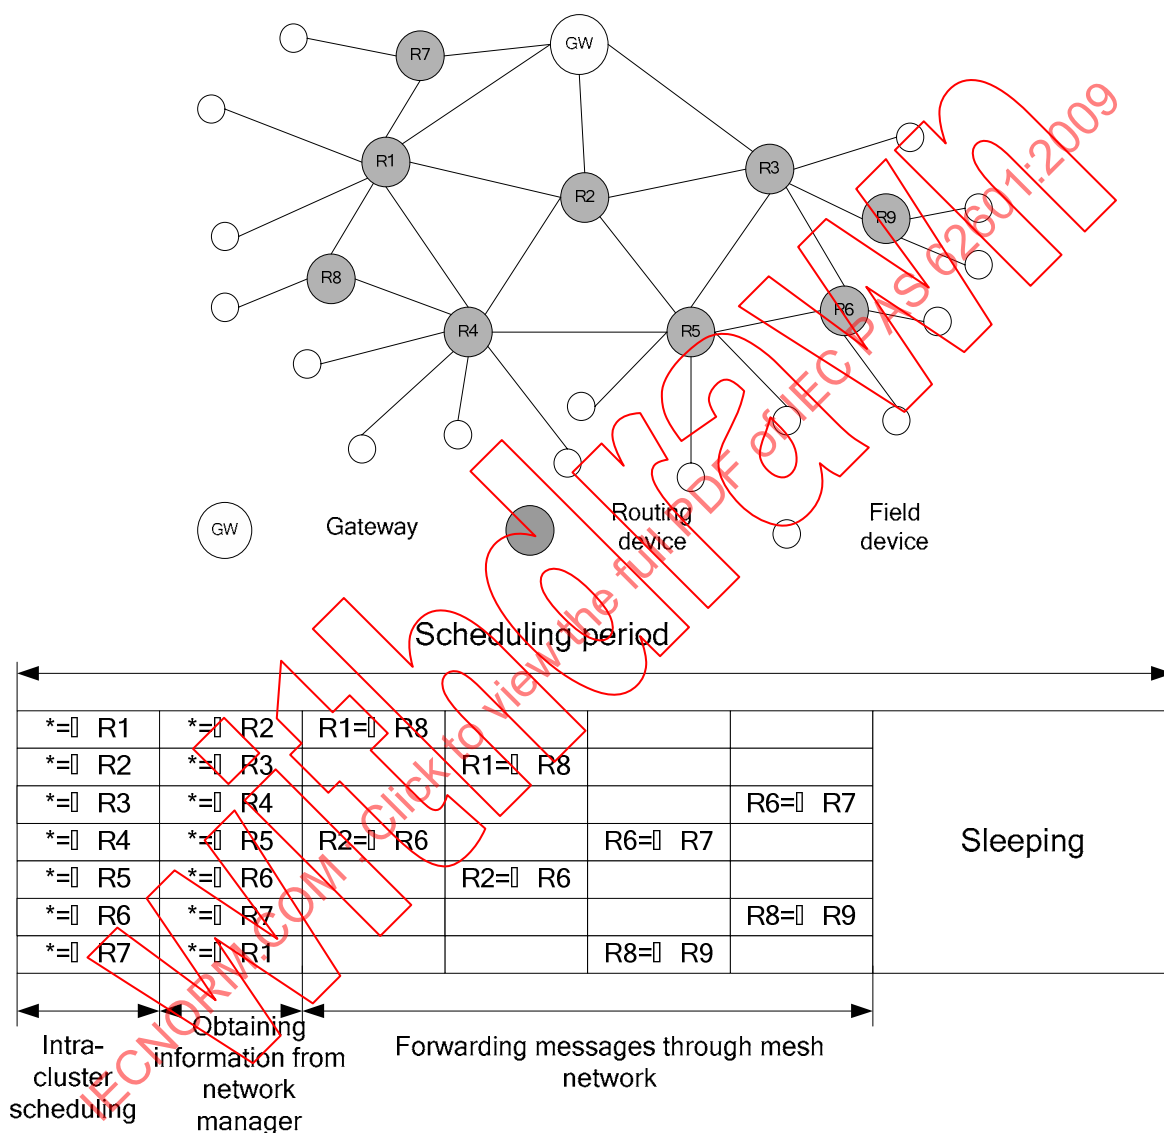 GW
R7
R1
R2
R3
R9
R8
R4
R5
R6
GW
Gateway
Routing
device
Field
device
Scheduling period
*=▯ R1 *=▯ R2 R1=▯ R8
*=▯ R2 *=▯ R3 R1=▯ R8
*=▯ R3 *=▯ R4 R6=▯ R7
*=▯ R4 *=▯ R5 R2=▯ R6 R6=▯ R7
*=▯ R5 *=▯ R6 R2=▯ R6
*=▯ R6 *=▯ R7 R8=▯ R9
*=▯ R7 *=▯ R1 R8=▯ R9
Sleeping
Intra-
cluster
scheduling
Obtaining
information from
network
manager
Forwarding messages through mesh
network
Withdrawn
IECNORM.COM : Click to view the full PDF of IEC PAS 62601:2009